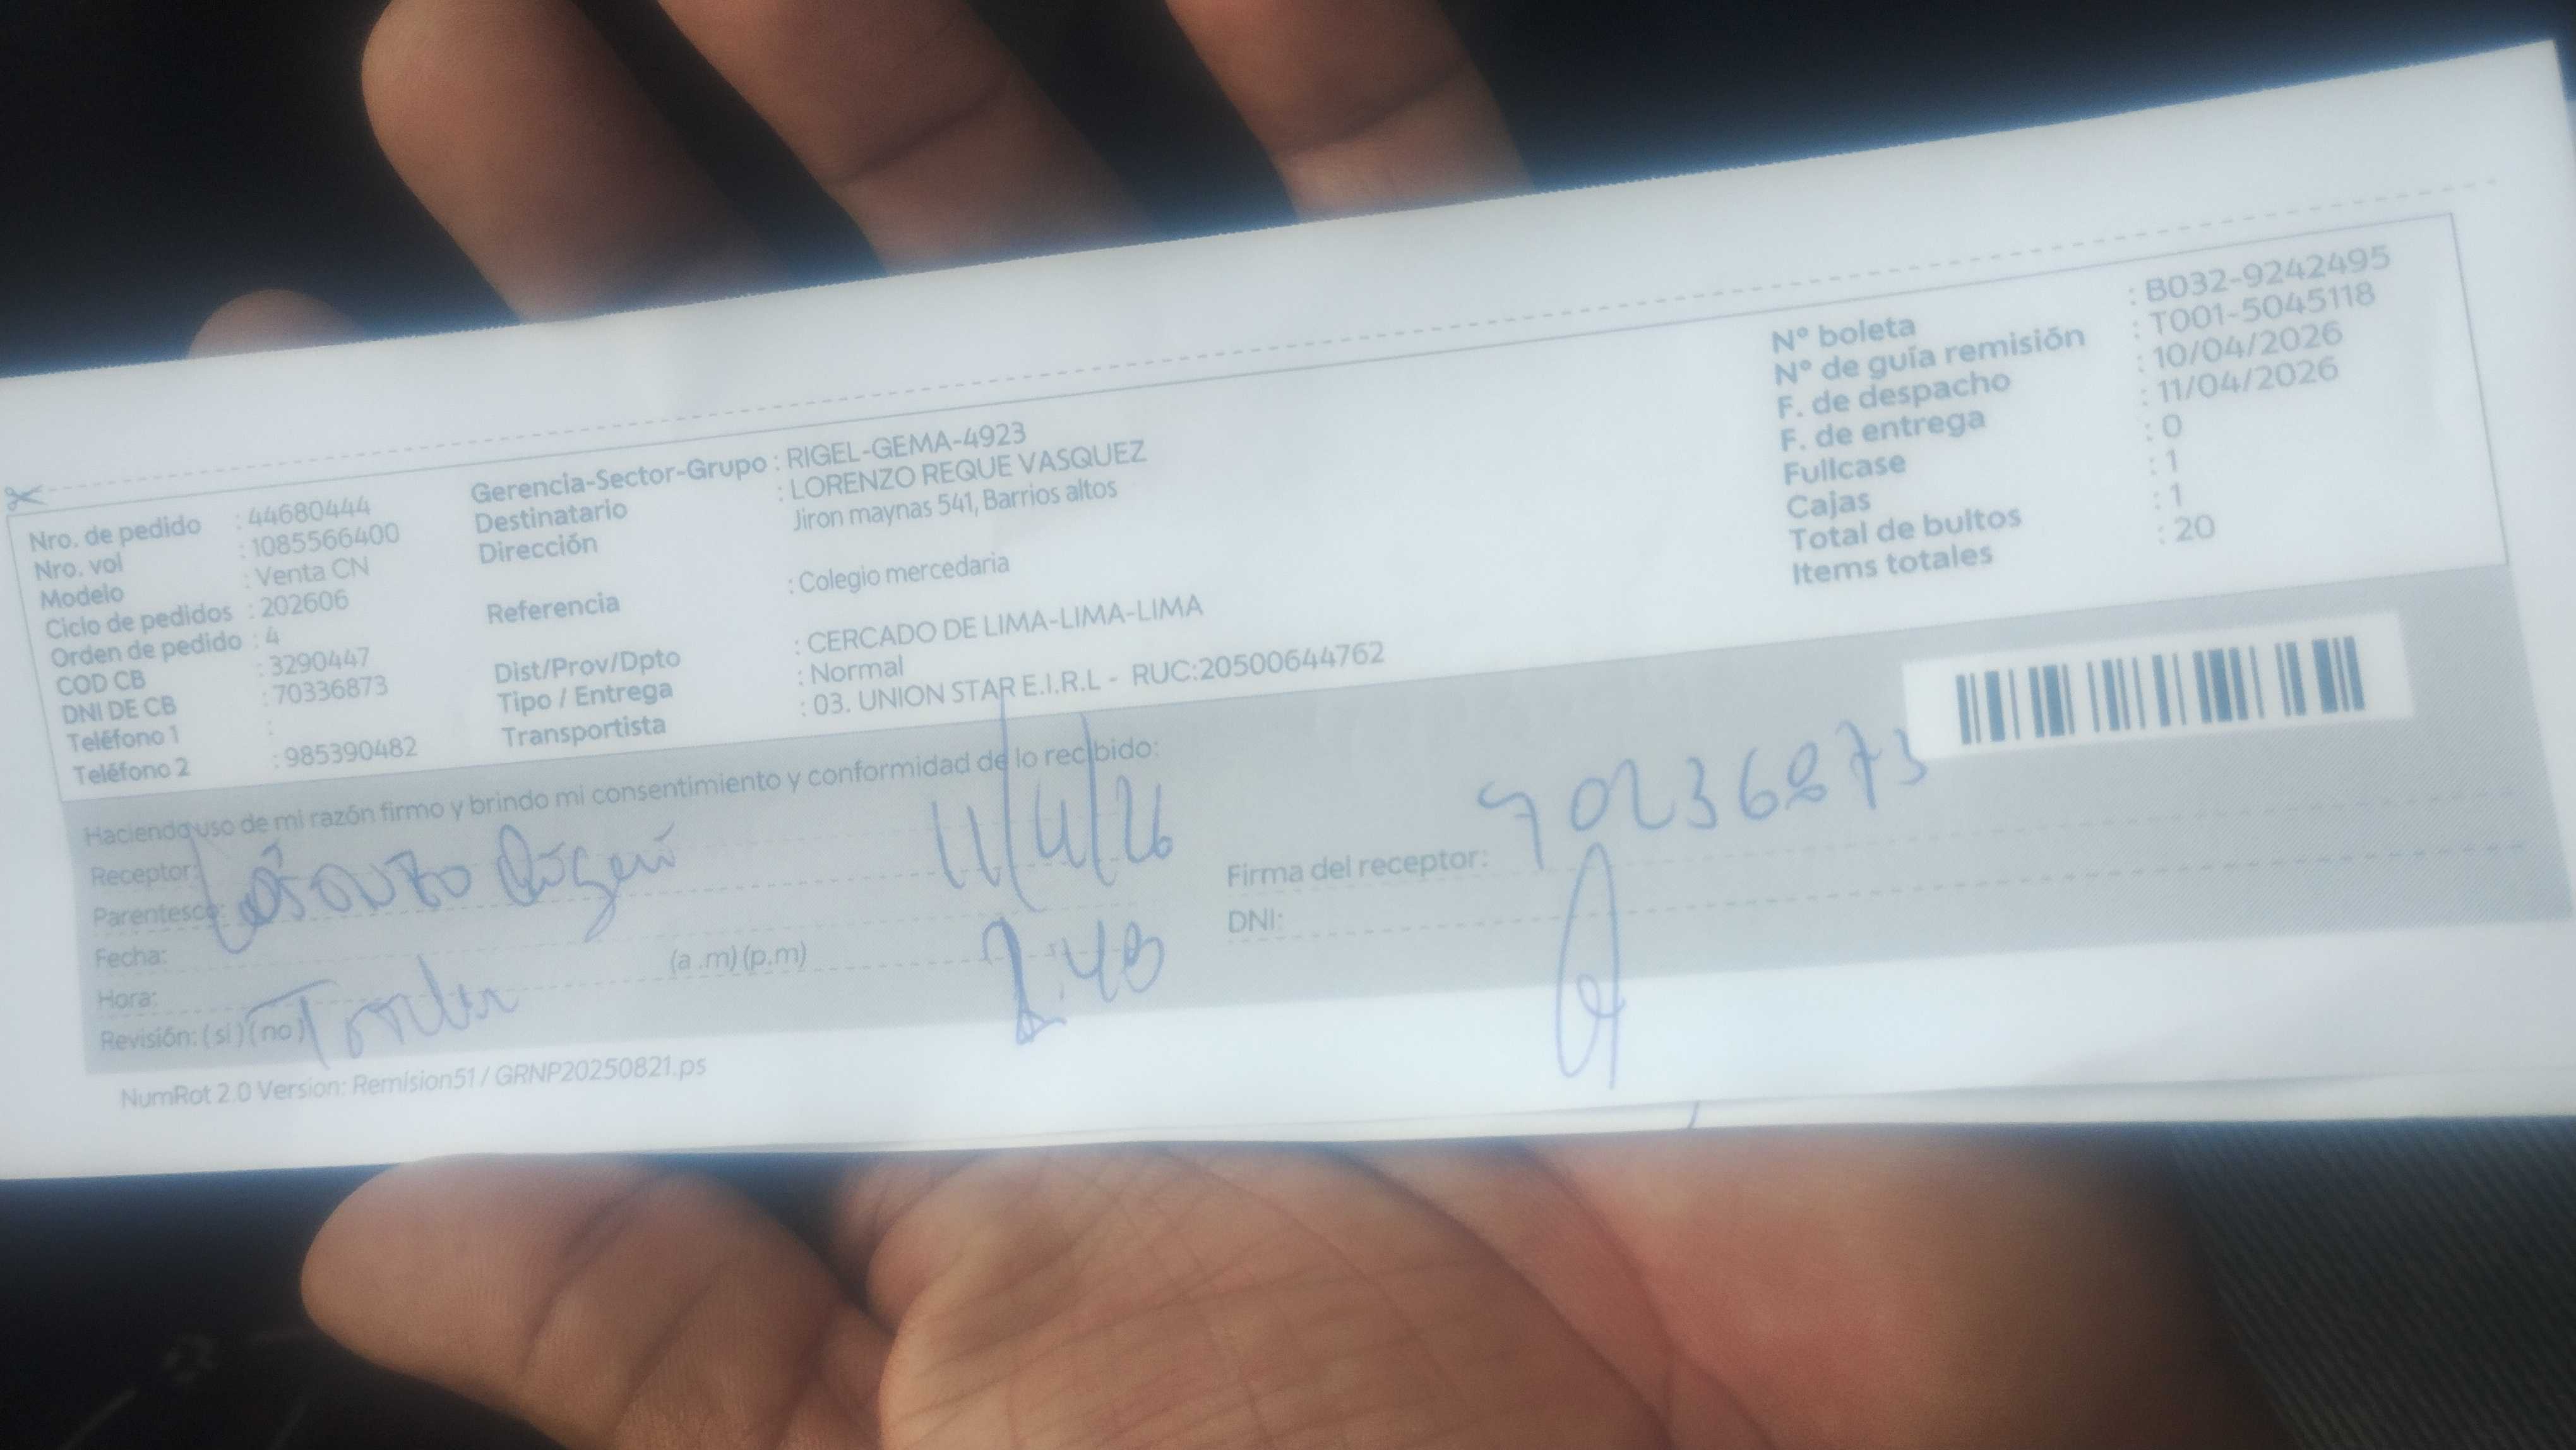 Nro. de pedido : 44680444
Nro. vol : 1085566400
Modelo : Venta CN
Ciclo de pedidos : 202606
Orden de pedido : 4
COD CB : 3290447
DNI DE CB : 70336873
Teléfono 1 :
Teléfono 2 : 985390482
Gerencia-Sector-Grupo : RIGEL-GEMA-4923
Destinatario : LORENZO REQUE VASQUEZ
Dirección Jiron maynas 541, Barrios altos
Referencia : Colegio mercedaria
Dist/Prov/Dpto : CERCADO DE LIMA-LIMA-LIMA
Tipo / Entrega : Normal
Transportista : 03. UNION STAR E.I.R.L - RUC:20500644762
Nº boleta : B032-9242495
Nº de guía remisión : T001-5045118
F. de despacho : 10/04/2026
F. de entrega : 11/04/2026
Fullcase : 0
Cajas : 1
Total de bultos : 1
Items totales : 20
Haciendo uso de mi razón firmo y brindo mi consentimiento y conformidad de lo recibido:
Receptor:
Parentesco:
Fecha:
Hora: (a.m) (p.m)
Revisión: (si) (no)
11/4/26
Firma del receptor:
DNI:
NumRot 2.0 Version: Remision51 / GRNP20250821.ps